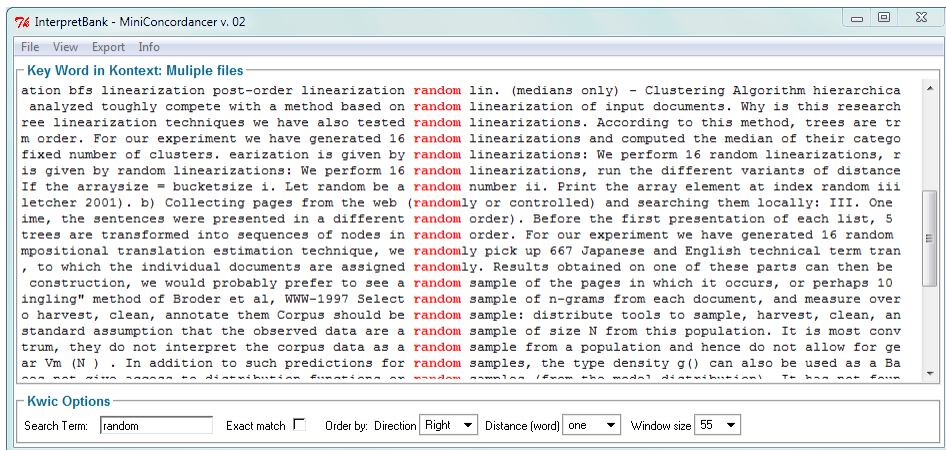 InterpretBank - MiniConcordancer v. 02
File View Export Info
Key Word in Kontext: Muliple files
ation bfs linearization post-order linearization random lin. (medians only) - Clustering Algorithm hierarchica
analyzed toughly compete with a method based on random linearization of input documents. Why is this research
ree linearization techniques we have also tested random linearizations. According to this method, trees are tr
m order. For our experiment we have generated 16 random linearizations and computed the median of their catego
fixed number of clusters. earization is given by random linearizations: We perform 16 random linearizations, r
is given by random linearizations: We perform 16 random linearizations, run the different variants of distance
If the arraysize = bucketsize i. Let random be a random number ii. Print the array element at index random iii
letcher 2001). b) Collecting pages from the web (randomly or controlled) and searching them locally: III. One
ime, the sentences were presented in a different random order). Before the first presentation of each list, 5
trees are transformed into sequences of nodes in random order. For our experiment we have generated 16 random
mpositional translation estimation technique, we randomly pick up 667 Japanese and English technical term tran
, to which the individual documents are assigned randomly. Results obtained on one of these parts can then be
construction, we would probably prefer to see a random sample of the pages in which it occurs, or perhaps 10
ingling" method of Broder et al, WWW-1997 Select random sample of n-grams from each document, and measure over
o harvest, clean, annotate them Corpus should be random sample: distribute tools to sample, harvest, clean, an
standard assumption that the observed data are a random sample of size N from this population. It is most conv
trum, they do not interpret the corpus data as a random sample from a population and hence do not allow for ge
ar Vm (N ) . In addition to such predictions for random samples, the type density g() can also be used as a Ba
not give access to distribution functions or random samples (from the model distribution). It has not four
Kwic Options
Search Term: random Exact match Order by: Direction Right Distance (word) one Window size 55